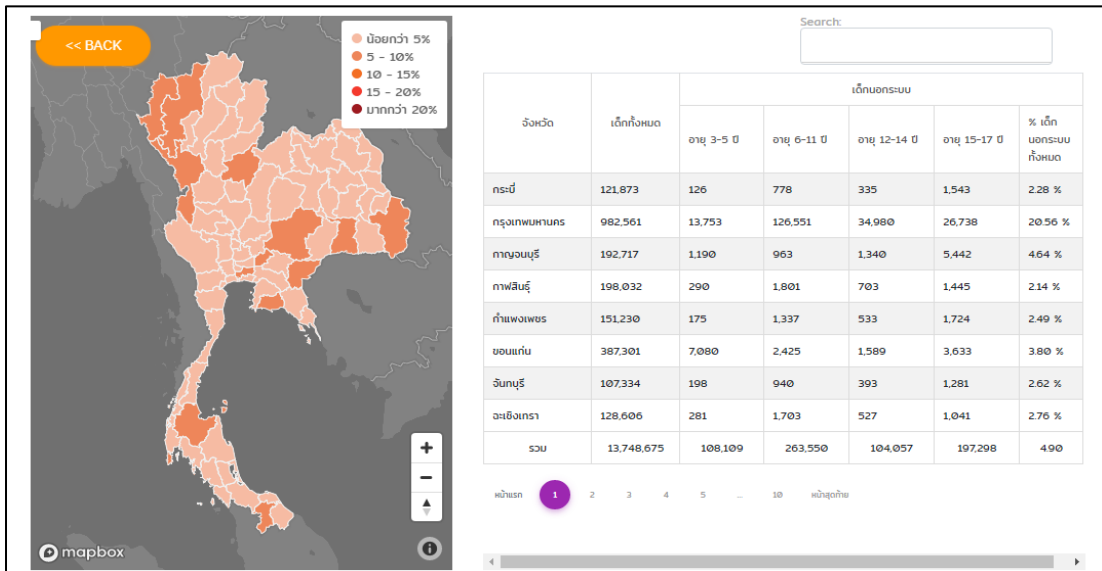 << BACK
น้อยกว่า 5%
5 - 10%
10 - 15%
15 - 20%
มากกว่า 20%
mapbox
Search:
จังหวัด เด็กทั้งหมด เด็กนอกระบบ
อายุ 3-5 ปี อายุ 6-11 ปี อายุ 12-14 ปี อายุ 15-17 ปี % เด็ก
นอกระบบ
ทั้งหมด
กระบี่ 121,873 126 778 335 1,543 2.28 %
กรุงเทพมหานคร 982,561 13,753 126,551 34,980 26,738 20.56 %
กาญจนบุรี 192,717 1,190 963 1,340 5,442 4.64 %
กาฬสินธุ์ 198,032 290 1,801 703 1,445 2.14 %
กำแพงเพชร 151,230 175 1,337 533 1,724 2.49 %
ขอนแก่น 387,301 7,080 2,425 1,589 3,633 3.80 %
จันทบุรี 107,334 198 940 393 1,281 2.62 %
ฉะเชิงเทรา 128,606 281 1,703 527 1,041 2.76 %
รวม 13,748,675 108,109 263,550 104,057 197,298 4.90
หน้าแรก 1 2 3 4 5 ... 10 หน้าสุดท้าย